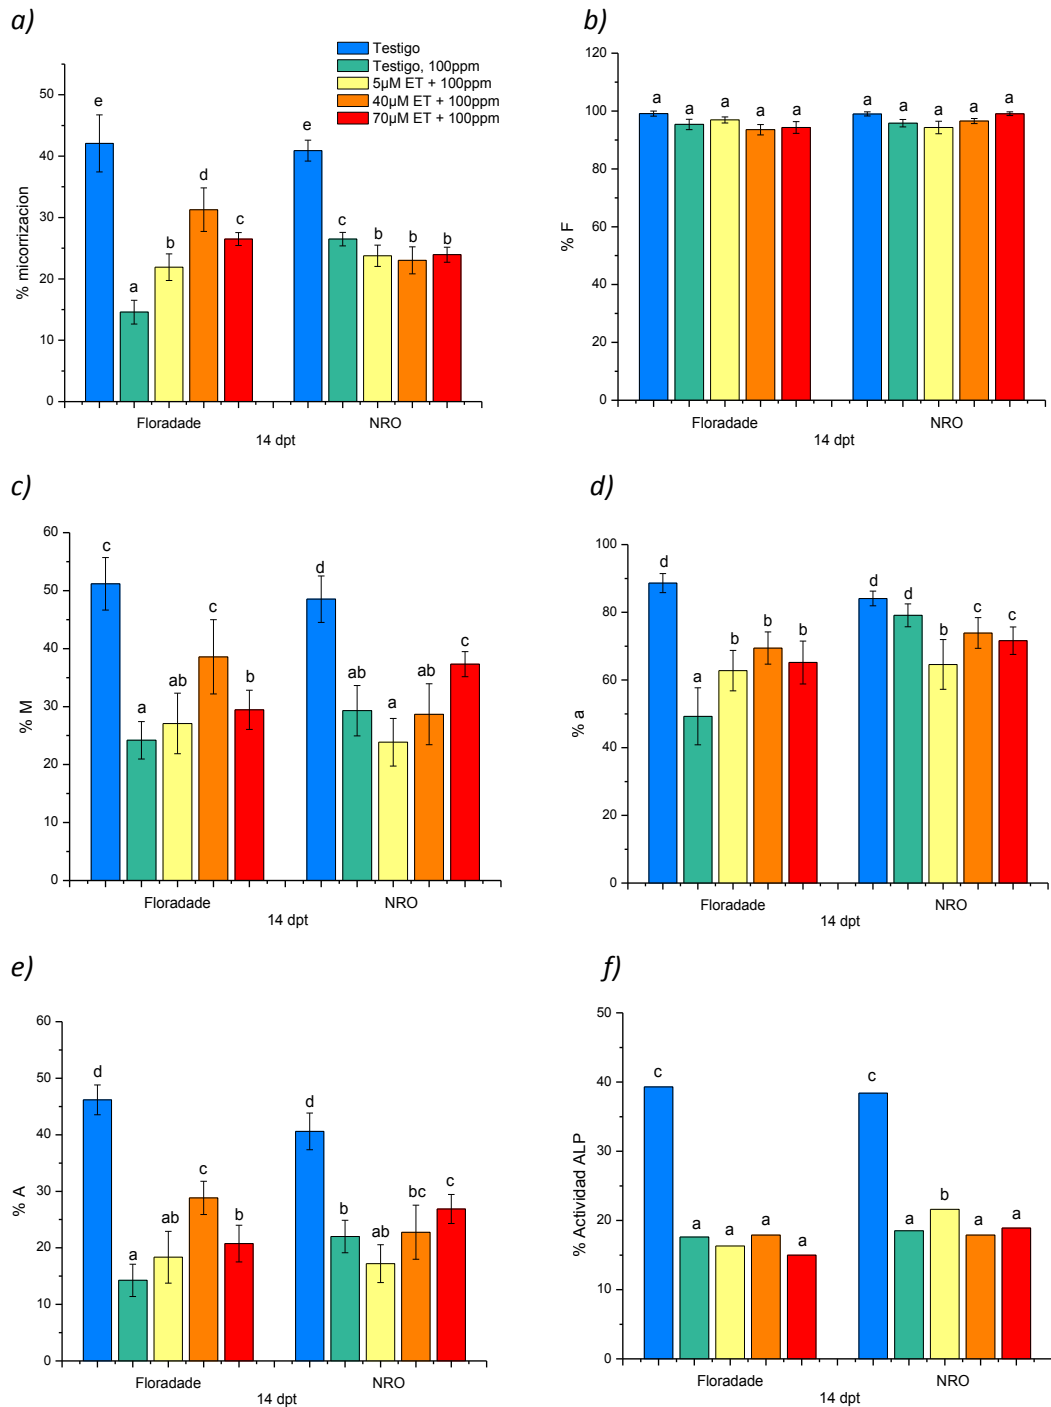 a)
Testigo
Testigo, 100ppm
5µM ET + 100ppm
40µM ET + 100ppm
70µM ET + 100ppm
% micorrizacion
50
40
30
20
10
0
e a b d c e c b b b
Floradade NRO
14 dpt
b)
% F
120
100
80
60
40
20
0
a a a a a a a a a a
Floradade NRO
14 dpt
c)
% M
60
50
40
30
20
10
0
c a ab c b d ab a ab c
Floradade NRO
14 dpt
d)
% a
100
80
60
40
20
0
d a b b b d d b c c
Floradade NRO
14 dpt
e)
% A
60
50
40
30
20
10
0
d a ab c b d b ab bc c
Floradade NRO
14 dpt
f)
% Actividad ALP
50
40
30
20
10
0
c a a a a c a b a a
Floradade NRO
14 dpt